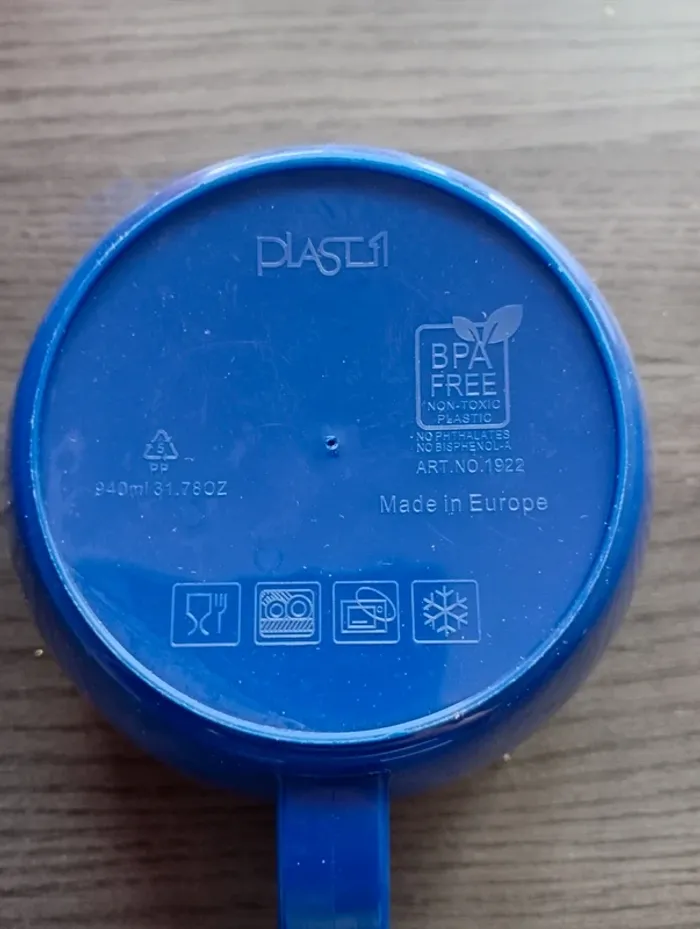 PLAST1
BPA
FREE
NON-TOXIC
PLASTIC
NO PHTHALATES
NO BISPHENOL-A
ART.NO.1922
5
PP
940ml 31.78OZ
Made in Europe